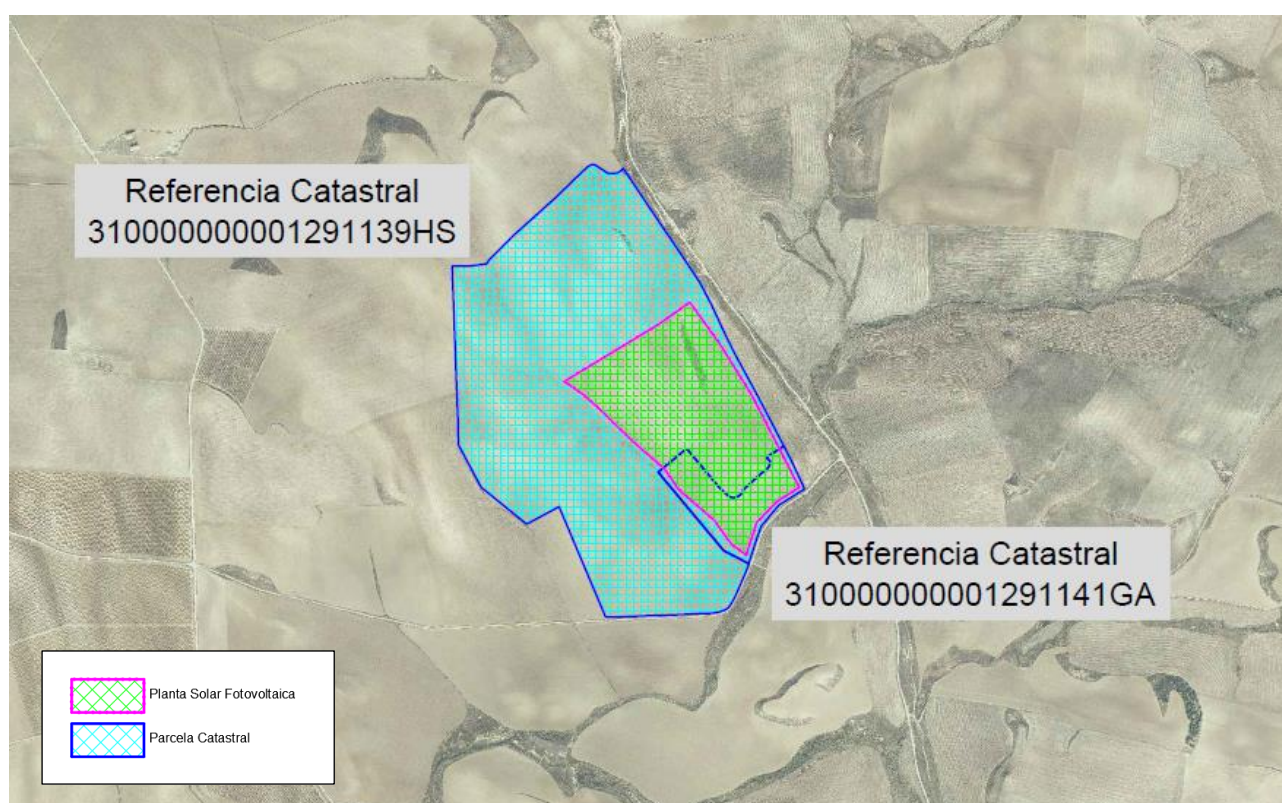 Referencia Catastral
310000000001291139HS
Referencia Catastral
310000000001291141GA
Planta Solar Fotovoltaica
Parcela Catastral